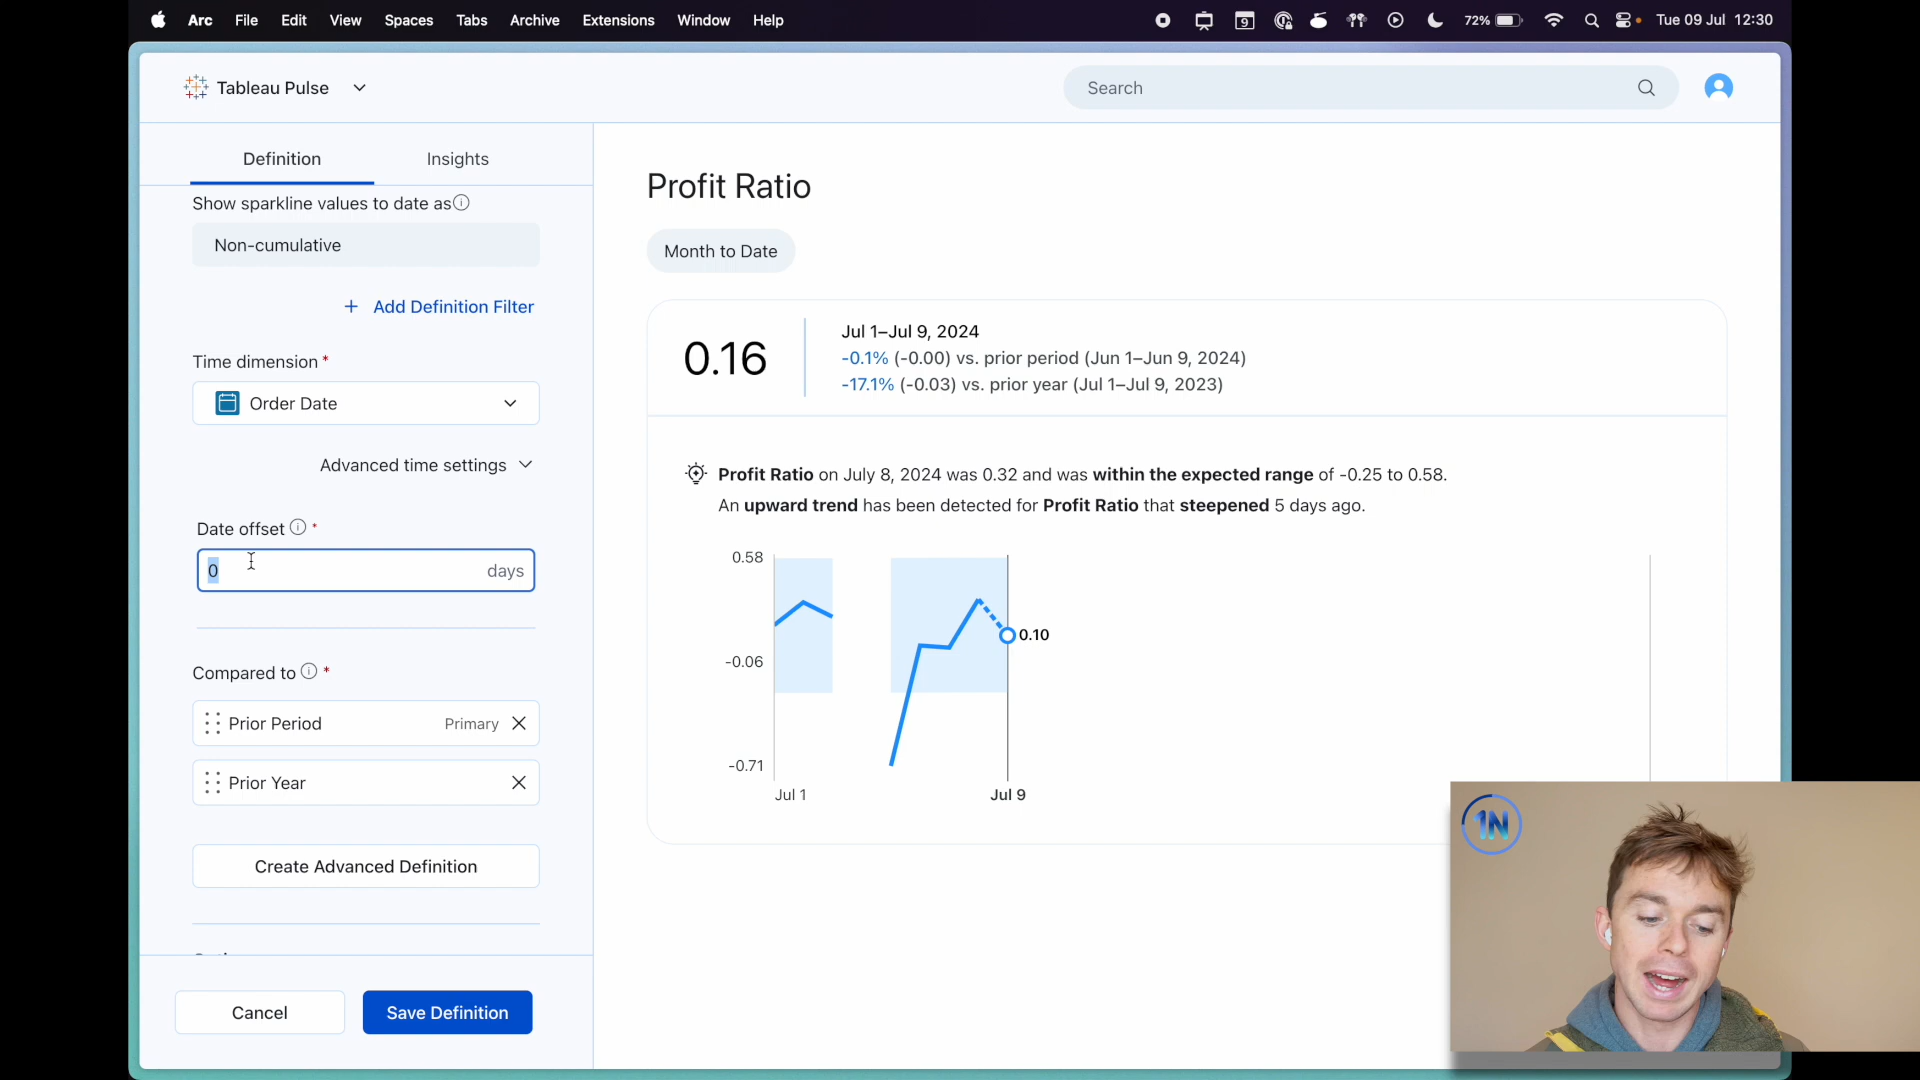 Arc File Edit View Spaces Tabs Archive Extensions Window Help
9 72% Tue 09 Jul 12:30
Tableau Pulse
Search
Definition Insights
Show sparkline values to date as
Non-cumulative
+ Add Definition Filter
Time dimension *
Order Date
Advanced time settings
Date offset *
0 days
Compared to *
Prior Period Primary
Prior Year
Create Advanced Definition
Cancel Save Definition
Profit Ratio
Month to Date
0.16
Jul 1–Jul 9, 2024
-0.1% (-0.00) vs. prior period (Jun 1–Jun 9, 2024)
-17.1% (-0.03) vs. prior year (Jul 1–Jul 9, 2023)
Profit Ratio on July 8, 2024 was 0.32 and was within the expected range of -0.25 to 0.58.
An upward trend has been detected for Profit Ratio that steepened 5 days ago.
0.58
-0.06
-0.71
0.10
Jul 1 Jul 9
1N